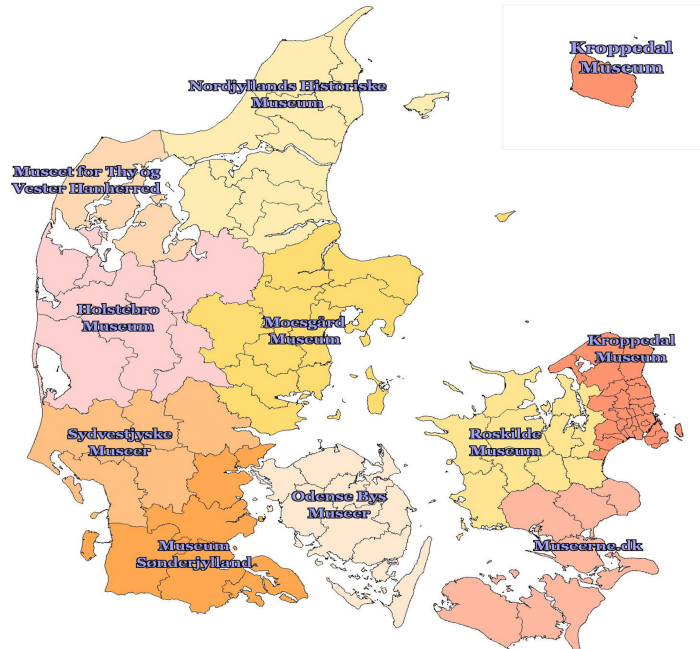 Kroppedal
Museum
Nordjyllands Historiske
Museum
Museet for Thy og
Vester Hanherred
Holstebro
Museum
Moesgård
Museum
Kroppedal
Museum
Sydvestjyske
Museer
Roskilde
Museum
Odense Bys
Museer
Museum
Sønderjylland
Museerne.dk